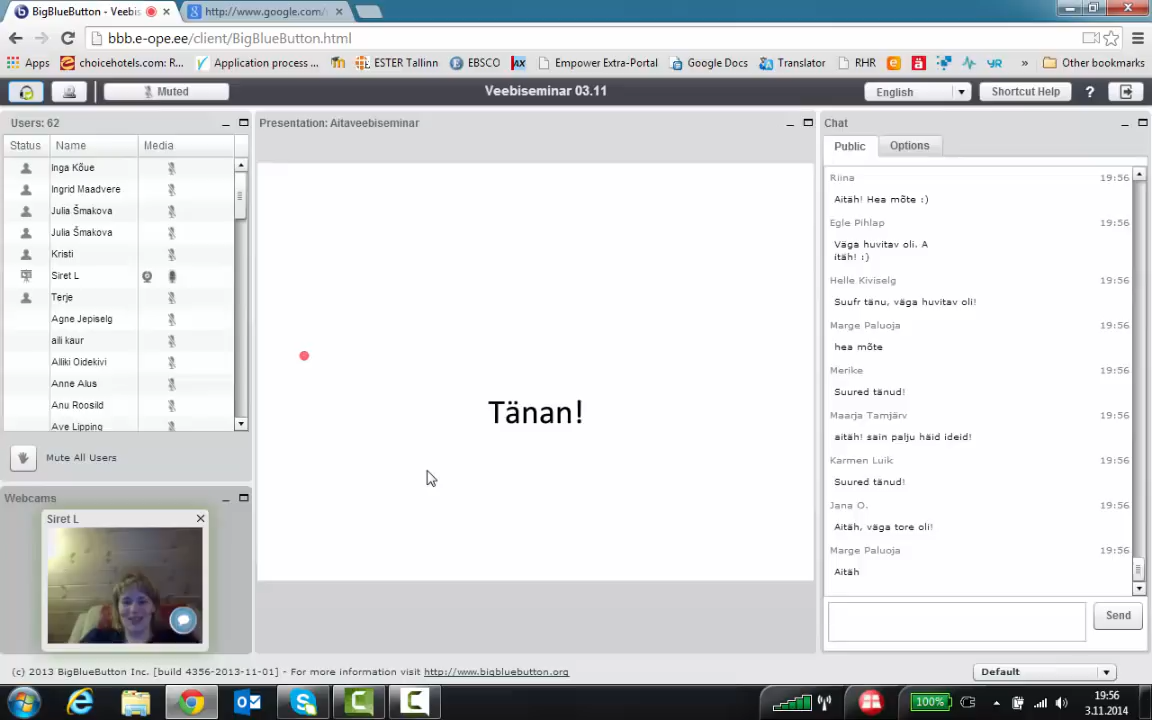 BigBlueButton - Veebis
http://www.google.com/
bbb.e-ope.ee/client/BigBlueButton.html
Apps
choicehotels.com: R...
Application process ...
ESTER Tallinn
EBSCO
Empower Extra-Portal
Google Docs
Translator
RHR
Other bookmarks
Muted
Veebiseminar 03.11
English
Shortcut Help
?
Users: 62
Status Name Media
Inga Kõue
Ingrid Maadvere
Julia Šmakova
Julia Šmakova
Kristi
Siret L
Terje
Agne Jepiselg
aili kaur
Alliki Oidekivi
Anne Alus
Anu Roosild
Ave Lipping
Mute All Users
Webcams
Siret L
Presentation: Aitaveebiseminar
Tänan!
Chat
Public Options
Riina 19:56
Aitäh! Hea mõte :)
Egle Pihlap 19:56
Väga huvitav oli. A
itäh! :)
Helle Kiviselg 19:56
Suufr tänu, väga huvitav oli!
Marge Paluoja 19:56
hea mõte
Merike 19:56
Suured tänud!
Maarja Tamjärv 19:56
aitäh! sain palju häid ideid!
Karmen Luik 19:56
Suured tänud!
Jana O. 19:56
Aitäh, väga tore oli!
Marge Paluoja 19:56
Aitäh
Send
(c) 2013 BigBlueButton Inc. [build 4356-2013-11-01] - For more information visit http://www.bigbluebutton.org
Default
100%
19:56
3.11.2014